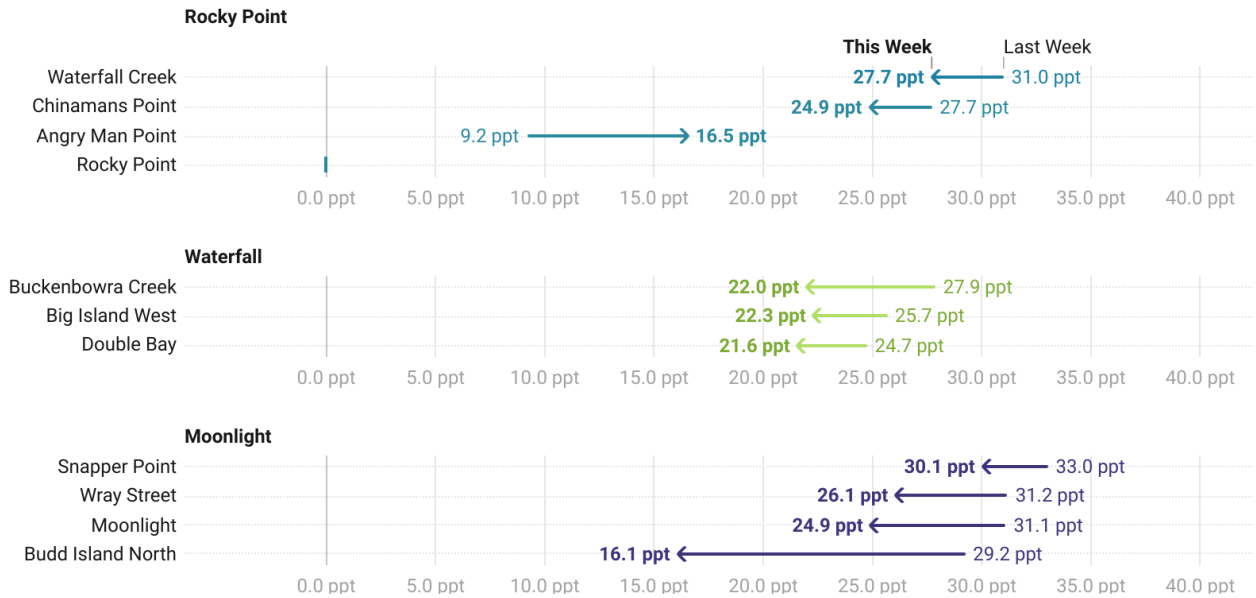 Rocky Point
This Week Last Week
Waterfall Creek 27.7 ppt 31.0 ppt
Chinamans Point 24.9 ppt 27.7 ppt
Angry Man Point 9.2 ppt 16.5 ppt
Rocky Point
0.0 ppt 5.0 ppt 10.0 ppt 15.0 ppt 20.0 ppt 25.0 ppt 30.0 ppt 35.0 ppt 40.0 ppt
Waterfall
Buckenbowra Creek 22.0 ppt 27.9 ppt
Big Island West 22.3 ppt 25.7 ppt
Double Bay 21.6 ppt 24.7 ppt
0.0 ppt 5.0 ppt 10.0 ppt 15.0 ppt 20.0 ppt 25.0 ppt 30.0 ppt 35.0 ppt 40.0 ppt
Moonlight
Snapper Point 30.1 ppt 33.0 ppt
Wray Street 26.1 ppt 31.2 ppt
Moonlight 24.9 ppt 31.1 ppt
Budd Island North 16.1 ppt 29.2 ppt
0.0 ppt 5.0 ppt 10.0 ppt 15.0 ppt 20.0 ppt 25.0 ppt 30.0 ppt 35.0 ppt 40.0 ppt